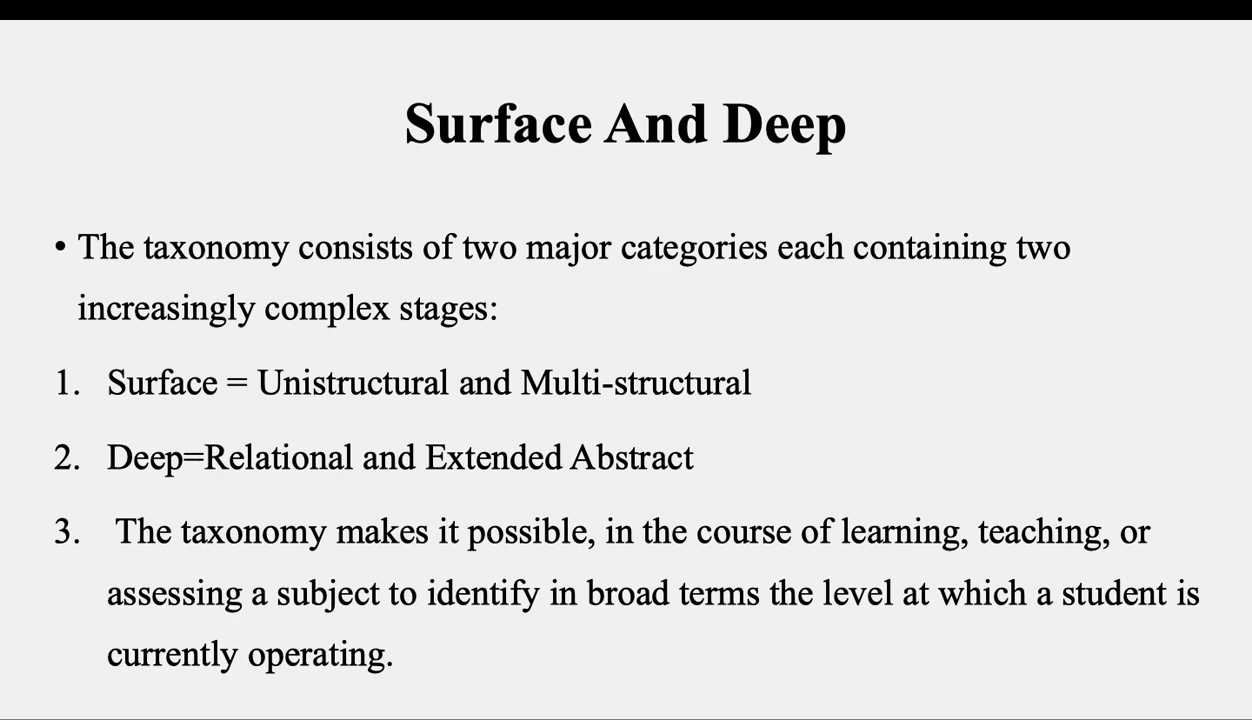 Surface And Deep
• The taxonomy consists of two major categories each containing two
increasingly complex stages:
1. Surface = Unistructural and Multi-structural
2. Deep=Relational and Extended Abstract
3. The taxonomy makes it possible, in the course of learning, teaching, or
assessing a subject to identify in broad terms the level at which a student is
currently operating.